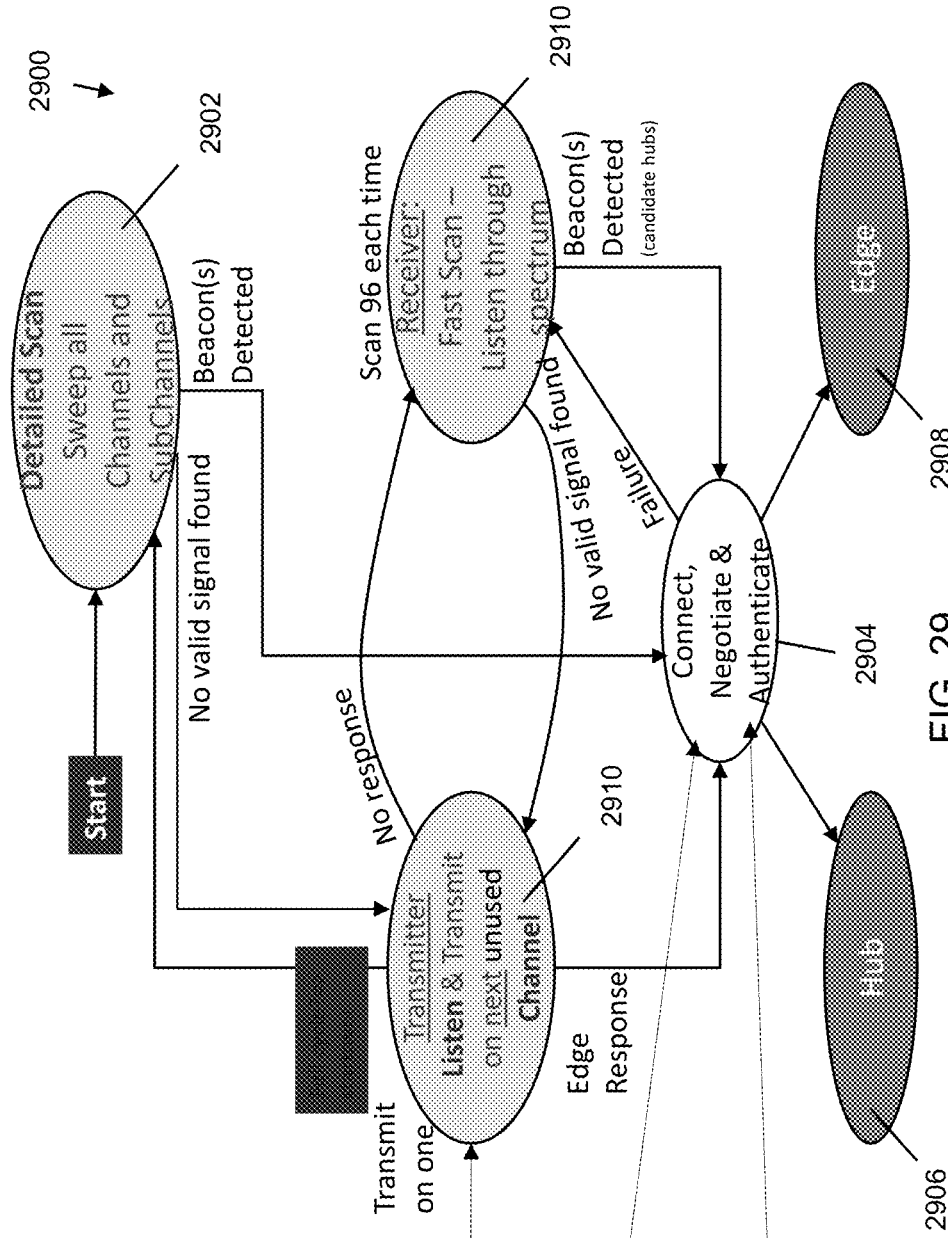 2900
Start
Detailed Scan
Sweep all
Channels and
SubChannels
2902
No valid signal found
Beacon(s)
Detected
Transmit
on one
Transmitter
Listen & Transmit
on next unused
Channel
2910
No response
Scan 96 each time
Receiver:
Fast Scan –
Listen through
spectrum
2910
No valid signal found
Failure
Beacon(s)
Detected
(candidate hubs)
Edge
Response
Connect,
Negotiate &
Authenticate
2904
Hub
2906
Edge
2908
FIG. 29